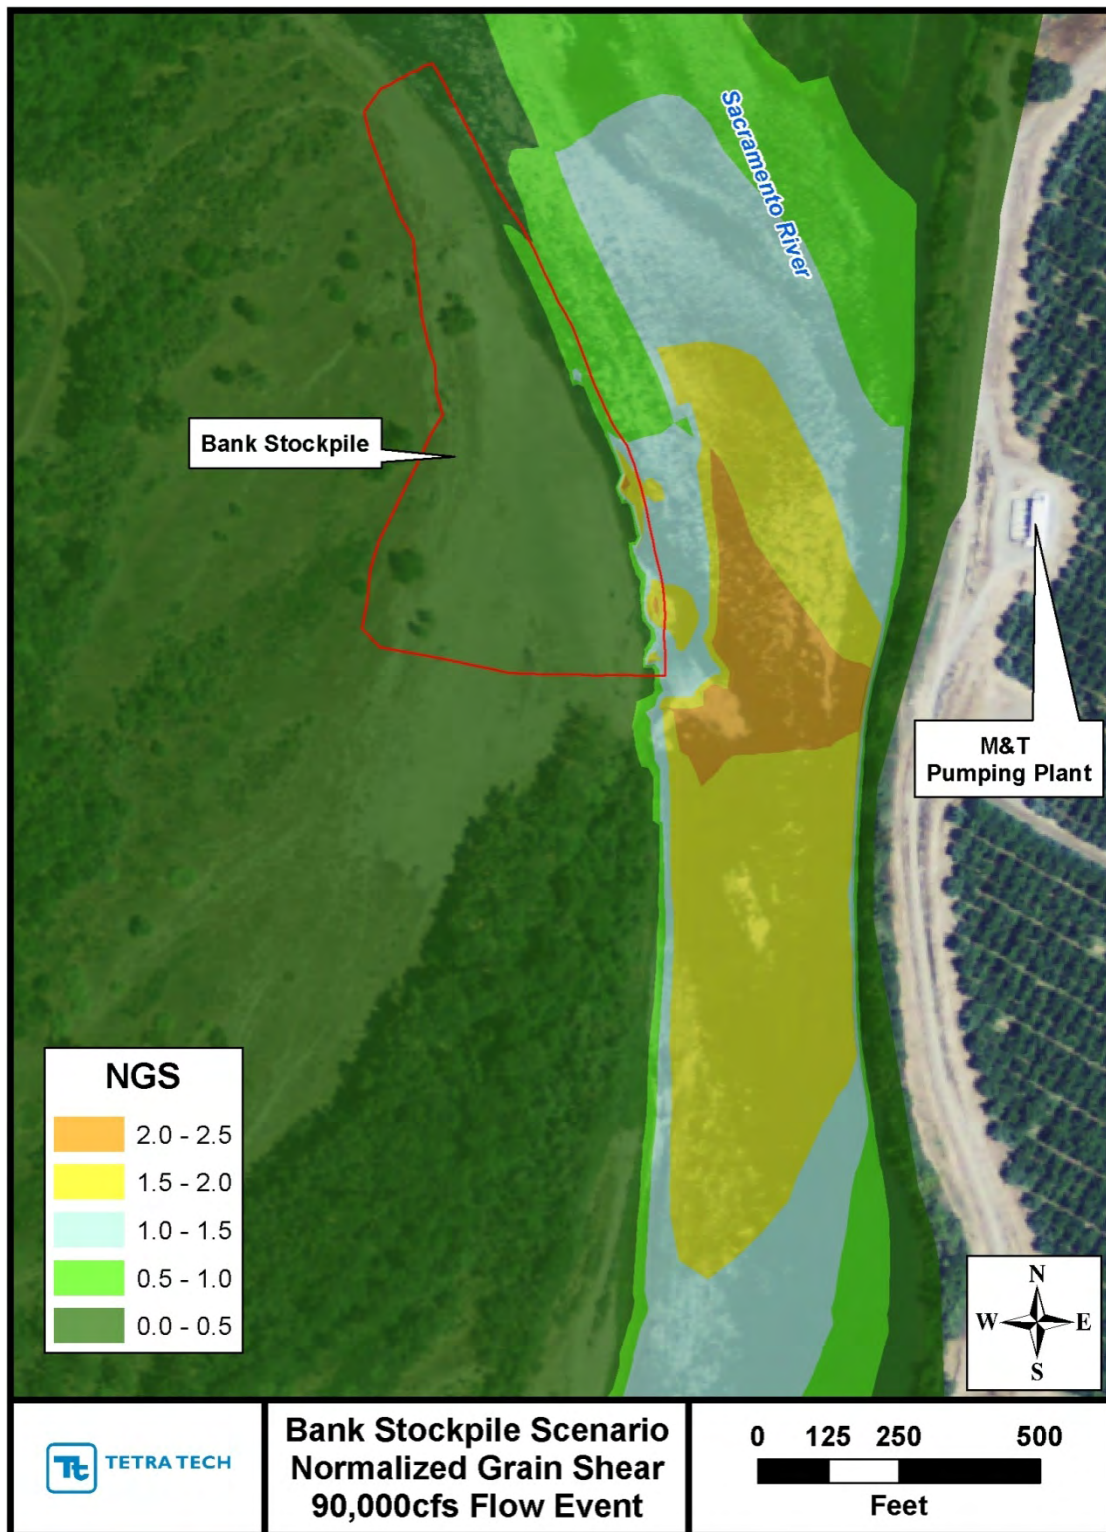 Sacramento River
Bank Stockpile
M&T
Pumping Plant
NGS
2.0 - 2.5
1.5 - 2.0
1.0 - 1.5
0.5 - 1.0
0.0 - 0.5
N
W E
S
Tt TETRA TECH
Bank Stockpile Scenario
Normalized Grain Shear
90,000cfs Flow Event
0 125 250 500
Feet